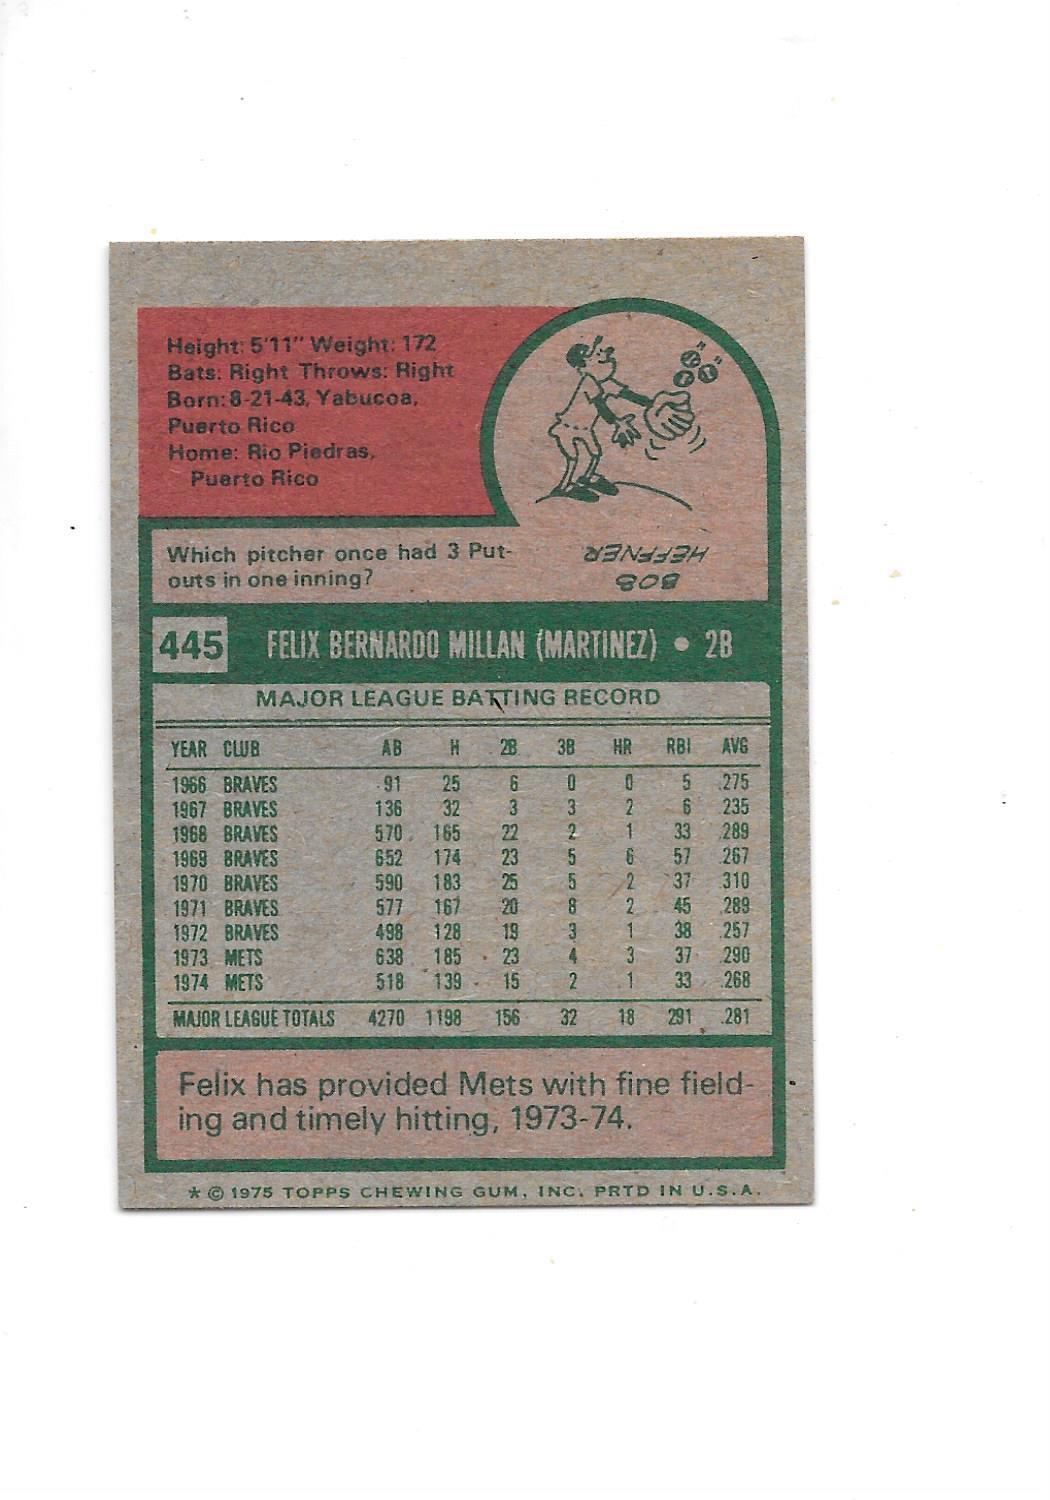 Height: 5'11" Weight: 172
Bats: Right Throws: Right
Born: 8-21-43, Yabucoa,
Puerto Rico
Home: Rio Piedras,
Puerto Rico
Which pitcher once had 3 Put-
outs in one inning?
BOB
HEFFNER
445 FELIX BERNARDO MILLAN (MARTINEZ) • 2B
MAJOR LEAGUE BATTING RECORD
YEAR CLUB AB H 2B 3B HR RBI AVG
1966 BRAVES 91 25 6 0 0 5 .275
1967 BRAVES 136 32 3 3 2 6 .235
1968 BRAVES 570 165 22 2 1 33 .289
1969 BRAVES 652 174 23 5 6 57 .267
1970 BRAVES 590 183 25 5 2 37 .310
1971 BRAVES 577 167 20 8 2 45 .289
1972 BRAVES 498 128 19 3 1 38 .257
1973 METS 638 185 23 4 3 37 .290
1974 METS 518 139 15 2 1 33 .268
MAJOR LEAGUE TOTALS 4270 1198 156 32 18 291 .281
Felix has provided Mets with fine field-
ing and timely hitting, 1973-74.
* © 1975 TOPPS CHEWING GUM, INC. PRTD IN U.S.A.